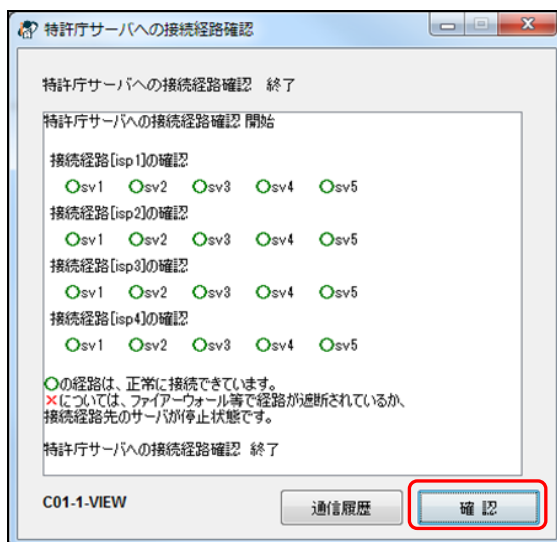 特許庁サーバへの接続経路確認
特許庁サーバへの接続経路確認 終了
特許庁サーバへの接続経路確認 開始
接続経路[isp1]の確認
○sv1 ○sv2 ○sv3 ○sv4 ○sv5
接続経路[isp2]の確認
○sv1 ○sv2 ○sv3 ○sv4 ○sv5
接続経路[isp3]の確認
○sv1 ○sv2 ○sv3 ○sv4 ○sv5
接続経路[isp4]の確認
○sv1 ○sv2 ○sv3 ○sv4 ○sv5
○の経路は、正常に接続できています。
×については、ファイアーウォール等で経路が遮断されているか、
接続経路先のサーバが停止状態です。
特許庁サーバへの接続経路確認 終了
C01-1-VIEW 通信履歴 確認